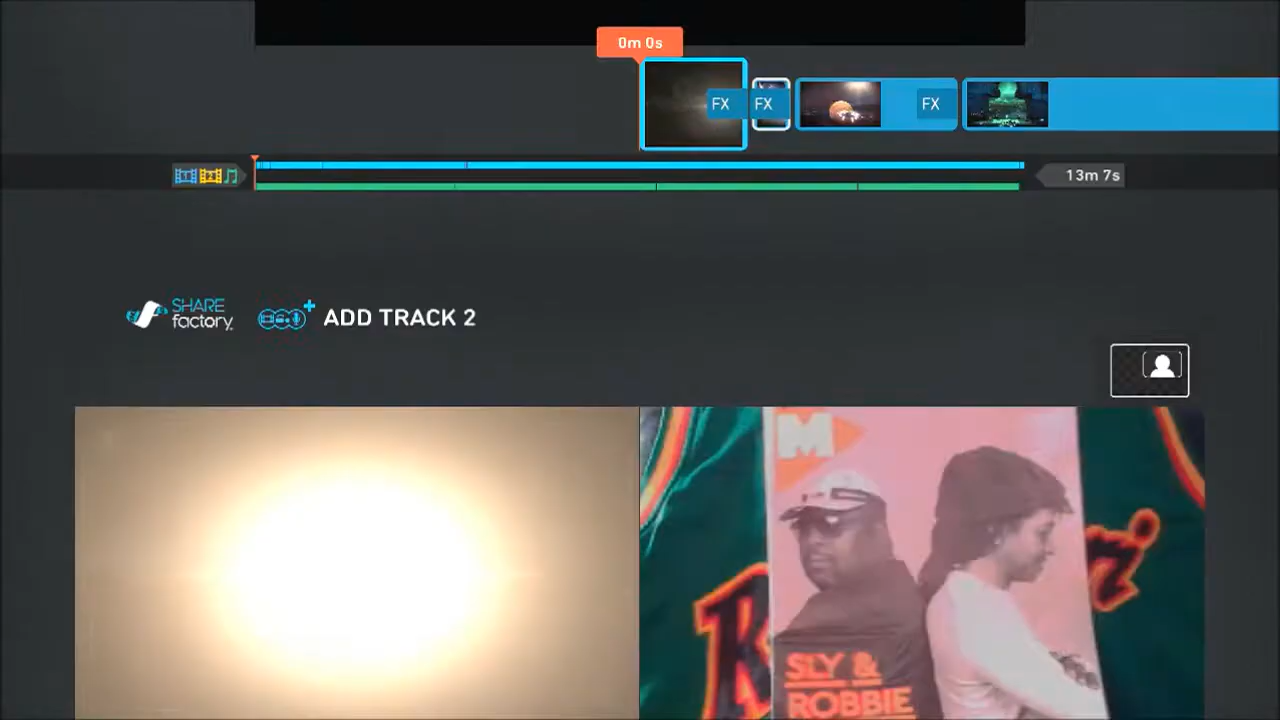 0m 0s
FX
FX
FX
13m 7s
SHARE
factory
ADD TRACK 2
M
SLY &
ROBBIE